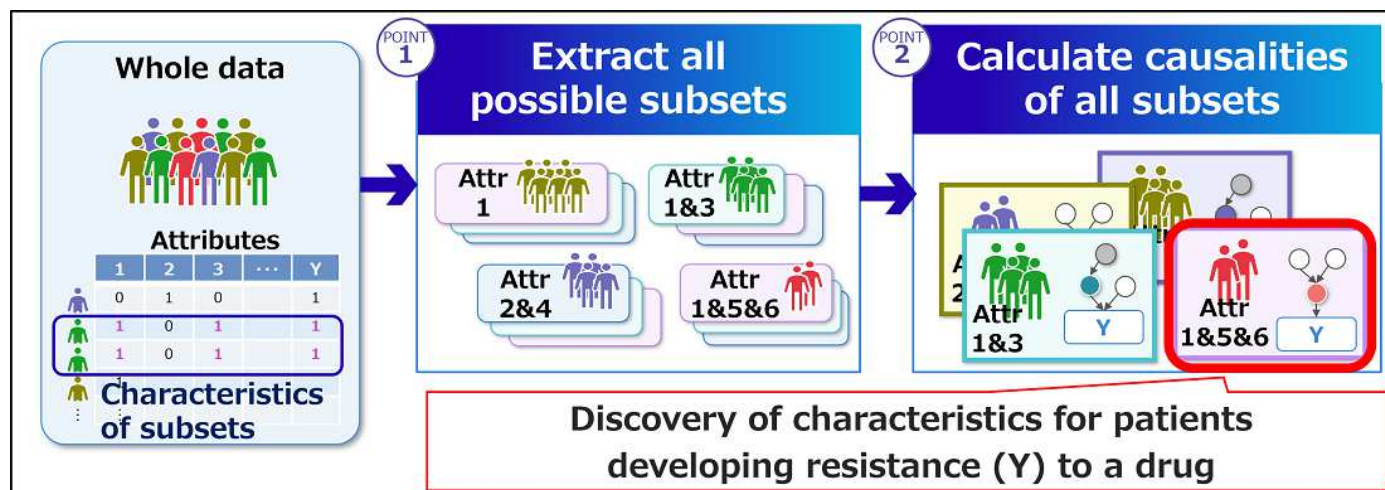 Whole data
Attributes
1 2 3 ... Y
0 1 0 1
1 0 1 1
1 0 1 1
1
Characteristics
of subsets
POINT
1
Extract all
possible subsets
Attr
1
Attr
1&3
Attr
2&4
Attr
1&5&6
POINT
2
Calculate causalities
of all subsets
Attr
1&3
Y
Attr
1&5&6
Y
Discovery of characteristics for patients
developing resistance (Y) to a drug